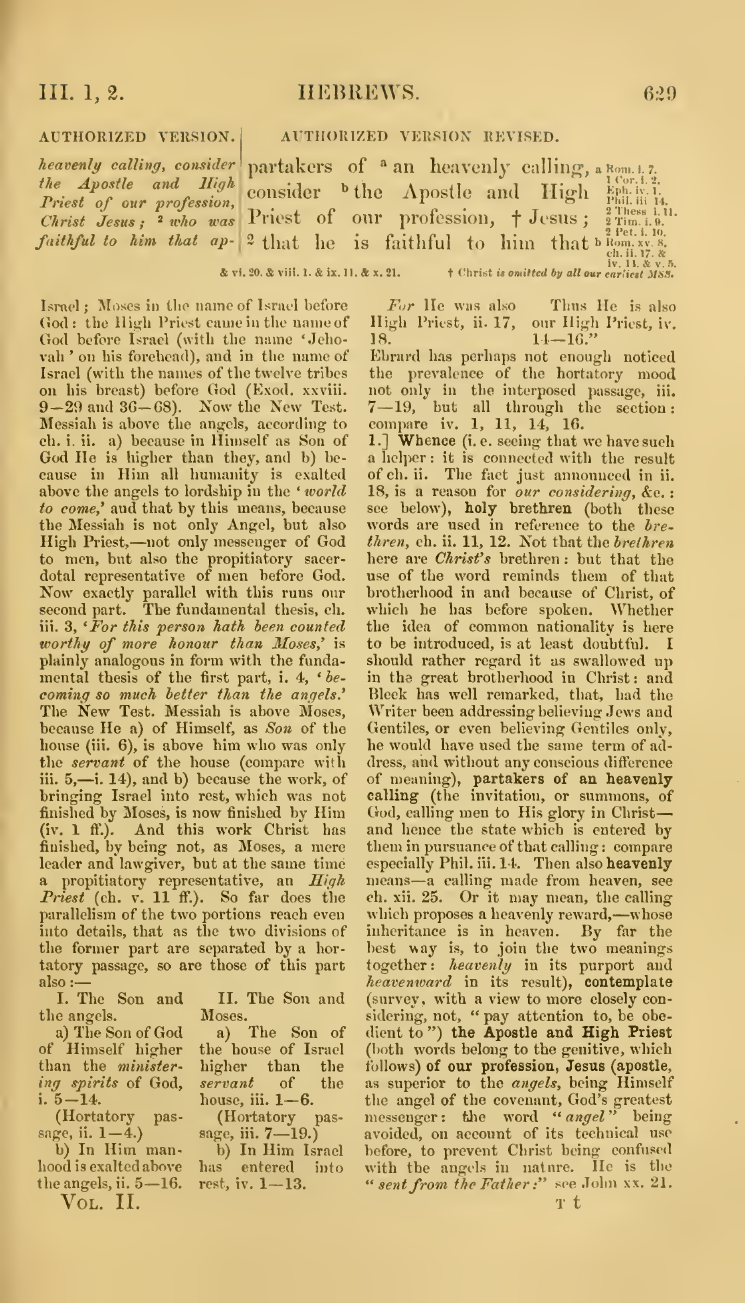 III. 1, 2.
HEBREWS.
629
AUTHORIZED VERSION.
heavenly calling, consider
the Apostle and High
Priest of our profession,
Christ Jesus; 2 who was
faithful to him that ap-
AUTHORIZED VERSION REVISED.
partakers of a an heavenly calling,
consider b the Apostle and High
Priest of our profession, † Jesus;
2 that he is faithful to him that
a Rom. i. 7.
1 Cor. i. 2.
Eph. iv. 1.
Phil. iii 14.
2 Thess i. 11.
2 Tim. i. 9.
2 Pet. i. 10.
b Rom. xv. 8.
ch. ii. 17. &
iv. 14. & v. 5.
& vi. 20. & viii. 1. & ix. 11. & x. 21.
† Christ is omitted by all our earliest MSS.
Israel; Moses in the name of Israel before
God: the High Priest came in the name of
God before Israel (with the name ‘Jeho-
vah’ on his forehead), and in the name of
Israel (with the names of the twelve tribes
on his breast) before God (Exod. xxviii.
9—29 and 36—68). Now the New Test.
Messiah is above the angels, according to
ch. i. ii. a) because in Himself as Son of
God He is higher than they, and b) be-
cause in Him all humanity is exalted
above the angels to lordship in the ‘world
to come,’ and that by this means, because
the Messiah is not only Angel, but also
High Priest,—not only messenger of God
to men, but also the propitiatory sacer-
dotal representative of men before God.
Now exactly parallel with this runs our
second part. The fundamental thesis, ch.
iii. 3, ‘For this person hath been counted
worthy of more honour than Moses,’ is
plainly analogous in form with the funda-
mental thesis of the first part, i. 4, ‘be-
coming so much better than the angels.’
The New Test. Messiah is above Moses,
because He a) of Himself, as Son of the
house (iii. 6), is above him who was only
the servant of the house (compare with
iii. 5,—i. 14), and b) because the work, of
bringing Israel into rest, which was not
finished by Moses, is now finished by Him
(iv. 1 ff.). And this work Christ has
finished, by being not, as Moses, a mere
leader and lawgiver, but at the same time
a propitiatory representative, an High
Priest (ch. v. 11 ff.). So far does the
parallelism of the two portions reach even
into details, that as the two divisions of
the former part are separated by a hor-
tatory passage, so are those of this part
also:—
I. The Son and
the angels.
a) The Son of God
of Himself higher
than the minister-
ing spirits of God,
i. 5—14.
(Hortatory pas-
sage, ii. 1—4.)
b) In Him man-
hood is exalted above
the angels, ii. 5—16.
II. The Son and
Moses.
a) The Son of
the house of Israel
higher than the
servant of the
house, iii. 1—6.
(Hortatory pas-
sage, iii. 7—19.)
b) In Him Israel
has entered into
rest, iv. 1—13.
For He was also
High Priest, ii. 17,
18.
Thus He is also
our High Priest, iv.
14—16.”
Ebrard has perhaps not enough noticed
the prevalence of the hortatory mood
not only in the interposed passage, iii.
7—19, but all through the section:
compare iv. 1, 11, 14, 16.
1.] Whence (i. e. seeing that we have such
a helper: it is connected with the result
of ch. ii. The fact just announced in ii.
18, is a reason for our considering, &c.:
see below), holy brethren (both these
words are used in reference to the bre-
thren, ch. ii. 11, 12. Not that the brethren
here are Christ's brethren: but that the
use of the word reminds them of that
brotherhood in and because of Christ, of
which he has before spoken. Whether
the idea of common nationality is here
to be introduced, is at least doubtful. I
should rather regard it as swallowed up
in the great brotherhood in Christ: and
Bleek has well remarked, that, had the
Writer been addressing believing Jews and
Gentiles, or even believing Gentiles only,
he would have used the same term of ad-
dress, and without any conscious difference
of meaning), partakers of an heavenly
calling (the invitation, or summons, of
God, calling men to His glory in Christ—
and hence the state which is entered by
them in pursuance of that calling: compare
especially Phil. iii. 14. Then also heavenly
means—a calling made from heaven, see
ch. xii. 25. Or it may mean, the calling
which proposes a heavenly reward,—whose
inheritance is in heaven. By far the
best way is, to join the two meanings
together: heavenly in its purport and
heavenward in its result), contemplate
(survey, with a view to more closely con-
sidering, not, “pay attention to, be obe-
dient to”) the Apostle and High Priest
(both words belong to the genitive, which
follows) of our profession, Jesus (apostle,
as superior to the angels, being Himself
the angel of the covenant, God's greatest
messenger: the word “angel” being
avoided, on account of its technical use
before, to prevent Christ being confused
with the angels in nature. He is the
“sent from the Father:” see John xx. 21.
VOL. II.
T t